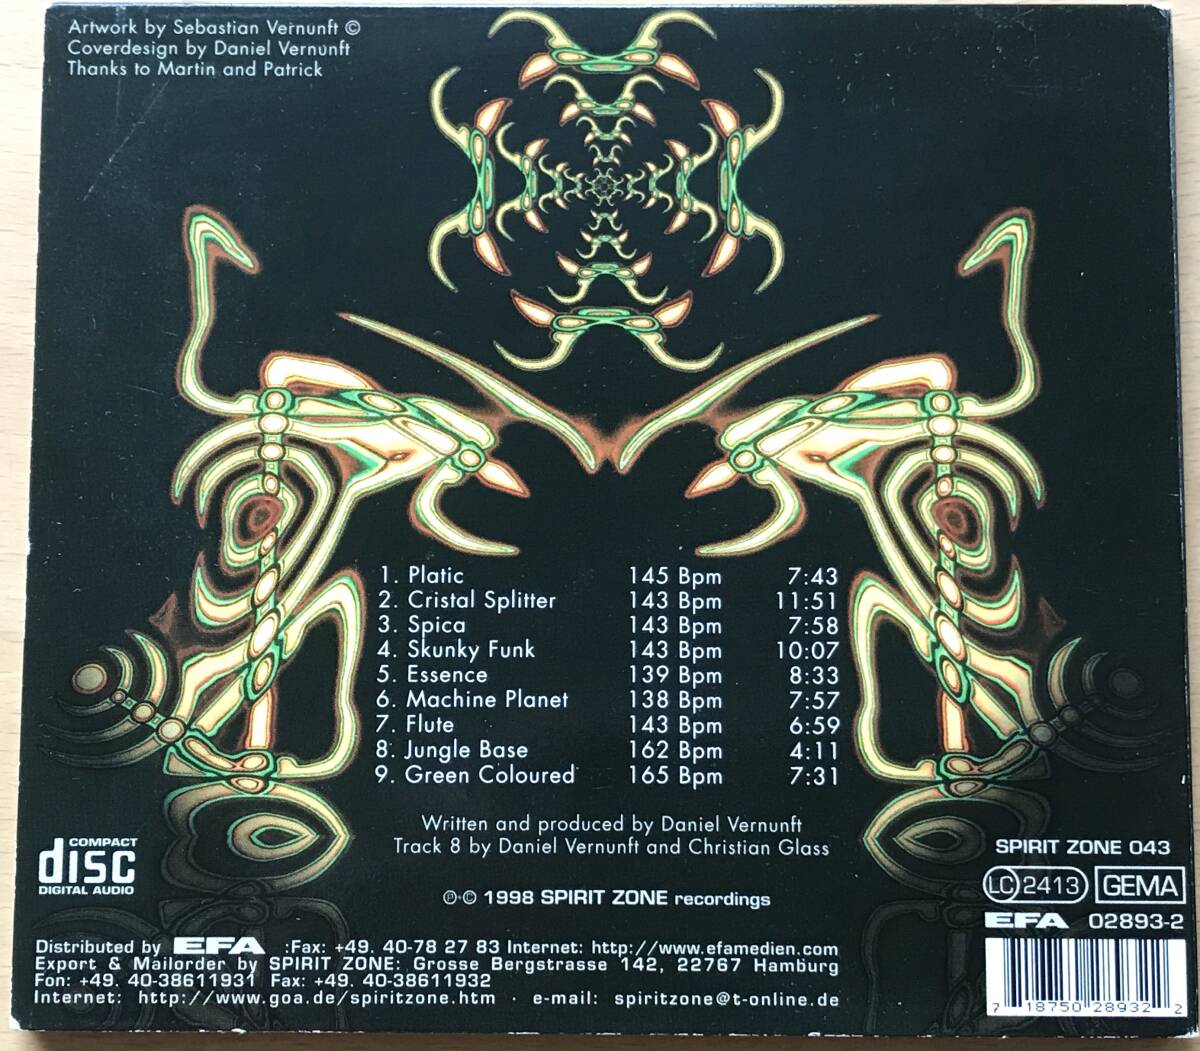 Artwork by Sebastian Vernunft ©
Coverdesign by Daniel Vernunft
Thanks to Martin and Patrick
1. Platic 145 Bpm 7:43
2. Cristal Splitter 143 Bpm 11:51
3. Spica 143 Bpm 7:58
4. Skunky Funk 143 Bpm 10:07
5. Essence 139 Bpm 8:33
6. Machine Planet 138 Bpm 7:57
7. Flute 143 Bpm 6:59
8. Jungle Base 162 Bpm 4:11
9. Green Coloured 165 Bpm 7:31
Written and produced by Daniel Vernunft
Track 8 by Daniel Vernunft and Christian Glass
COMPACT
disc
DIGITAL AUDIO
℗+© 1998 SPIRIT ZONE recordings
SPIRIT ZONE 043
LC 2413 GEMA
EFA 02893-2
Distributed by EFA :Fax: +49. 40-78 27 83 Internet: http://www.efamedien.com
Export & Mailorder by SPIRIT ZONE: Grosse Bergstrasse 142, 22767 Hamburg
Fon: +49. 40-38611931 Fax: +49. 40-38611932
Internet: http://www.goa.de/spiritzone.htm · e-mail: spiritzone@t-online.de
7 18750 28932 2